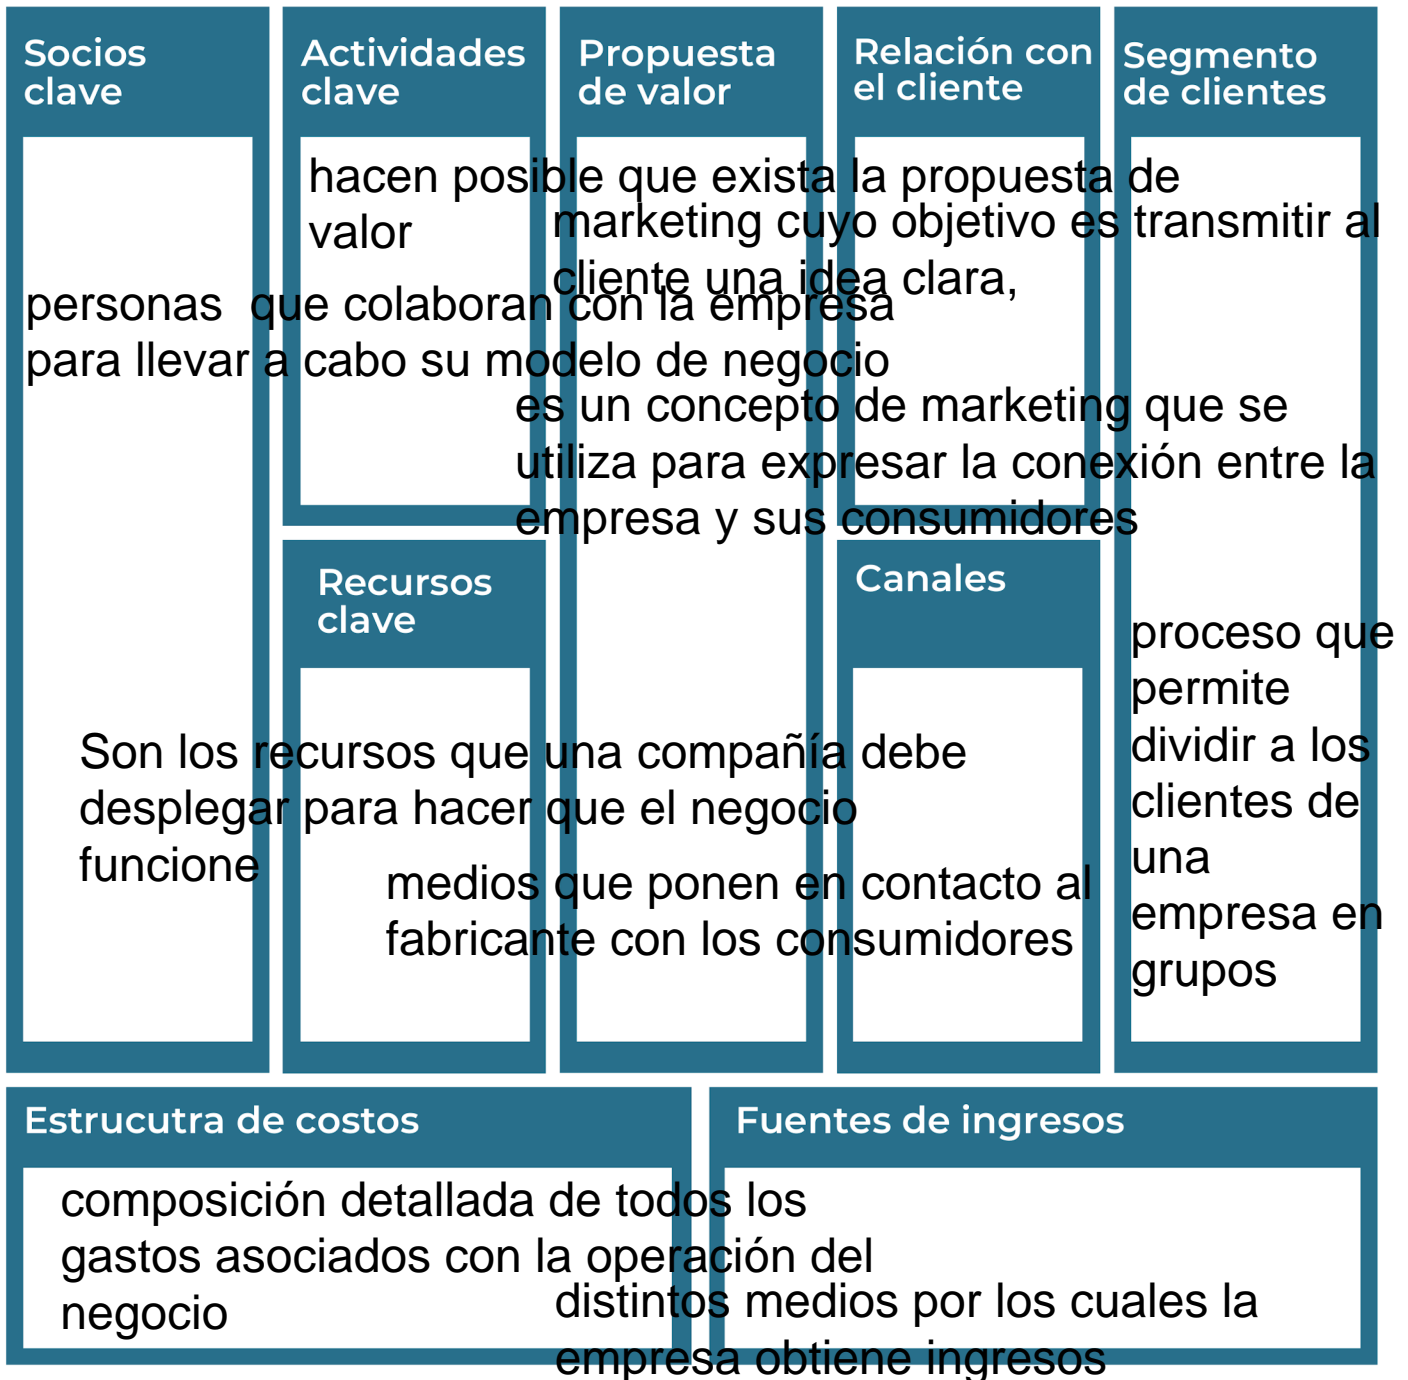 Socios
clave
Actividades
clave
Propuesta
de valor
Relación con
el cliente
Segmento
de clientes
hacen posible que exista la propuesta de
valor
marketing cuyo objetivo es transmitir al
cliente una idea clara,
personas  que colaboran con la empresa
para llevar a cabo su modelo de negocio
es un concepto de marketing que se
utiliza para expresar la conexión entre la
empresa y sus consumidores
Recursos
clave
Canales
proceso que
permite
dividir a los
clientes de
una
empresa en
grupos
Son los recursos que una compañía debe
desplegar para hacer que el negocio
funcione
medios que ponen en contacto al
fabricante con los consumidores
Estrucutra de costos
Fuentes de ingresos
composición detallada de todos los
gastos asociados con la operación del
negocio
distintos medios por los cuales la
empresa obtiene ingresos